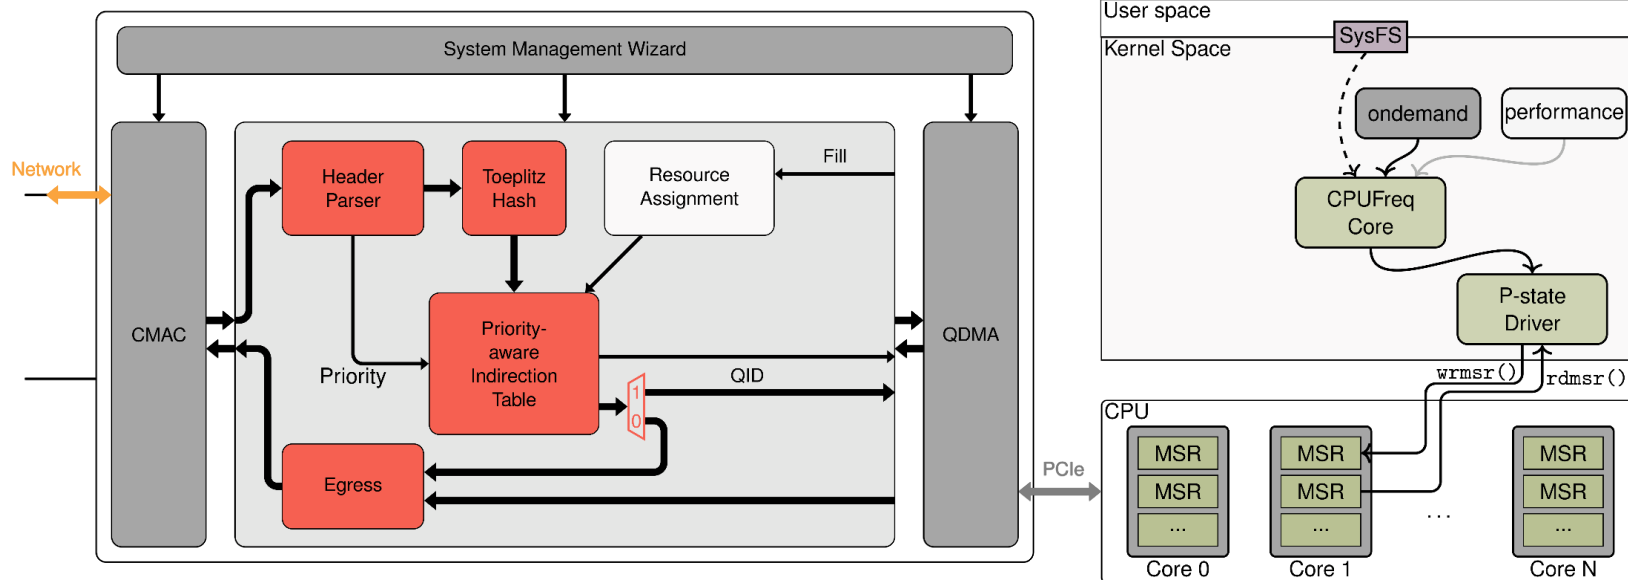 System Management Wizard
Network
CMAC
Header
Parser
Toeplitz
Hash
Resource
Assignment
Fill
Priority
Priority-
aware
Indirection
Table
QID
1
0
Egress
QDMA
PCIe
User space
SysFS
Kernel Space
ondemand
performance
CPUFreq
Core
P-state
Driver
wrmsr()
rdmsr()
CPU
MSR
MSR
...
Core 0
MSR
MSR
...
Core 1
...
MSR
MSR
...
Core N